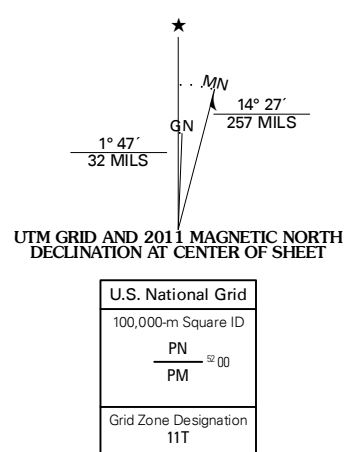 ★
MN
14° 27´
257 MILS
GN
1° 47´
32 MILS
UTM GRID AND 2011 MAGNETIC NORTH
DECLINATION AT CENTER OF SHEET
U.S. National Grid
100,000-m Square ID
PN
52 00
PM
Grid Zone Designation
11T